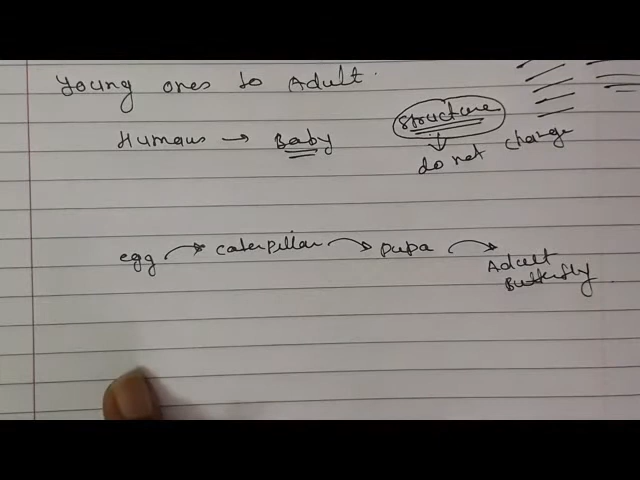 Young ones to Adult.
Humans → Baby
structure
do not change
egg → caterpillar → pupa → Adult
Butterfly